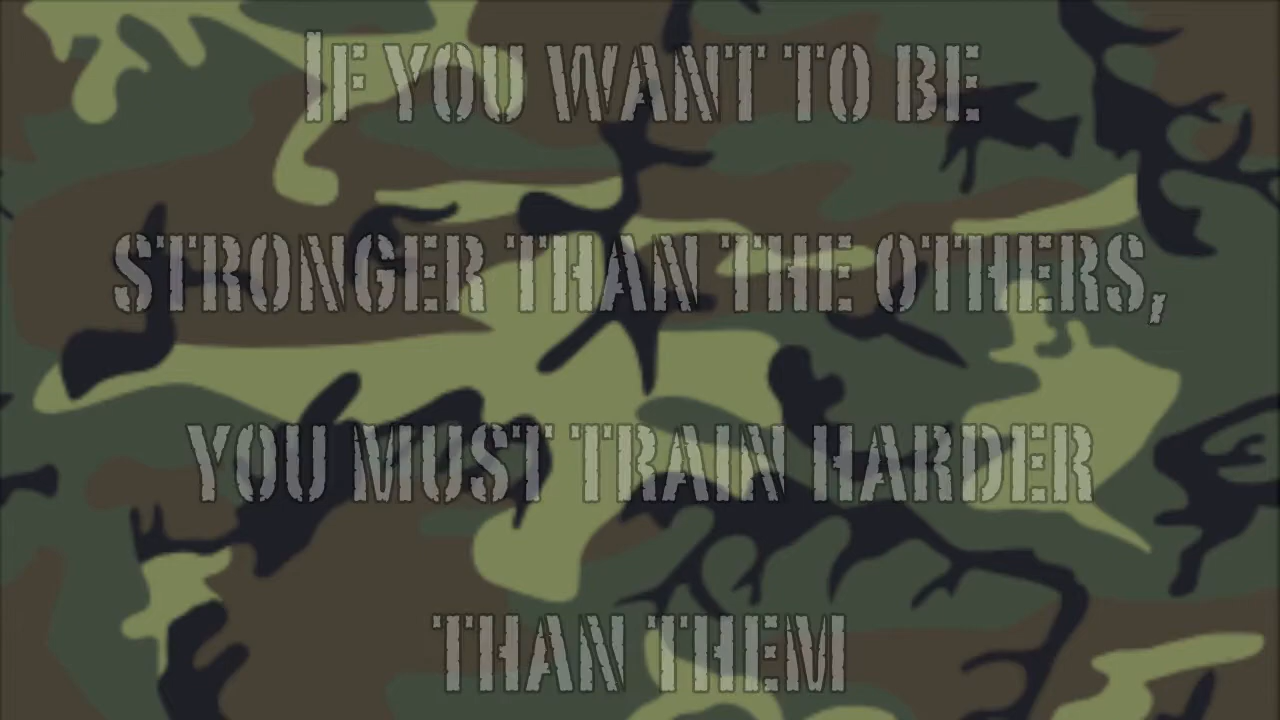 If you want to be
stronger than the others,
you must train harder
than them